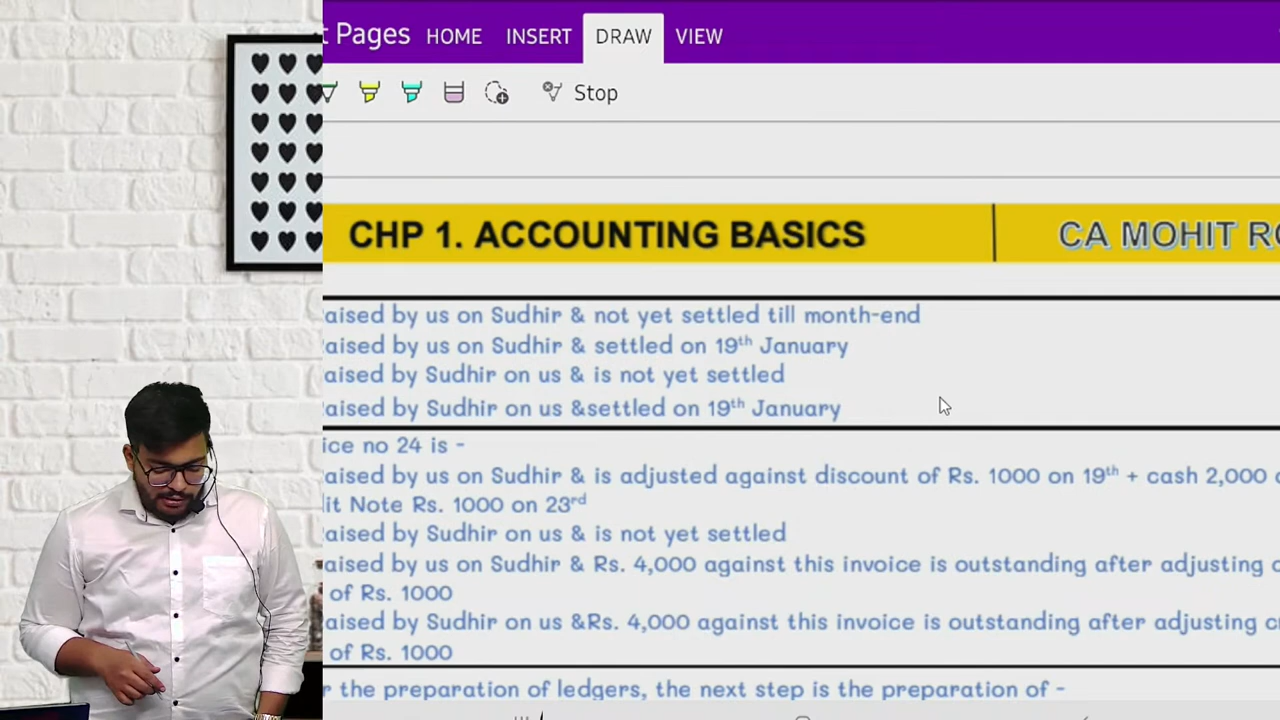 t Pages HOME INSERT DRAW VIEW
Stop
CHP 1. ACCOUNTING BASICS
CA MOHIT RO
aised by us on Sudhir & not yet settled till month-end
aised by us on Sudhir & settled on 19th January
aised by Sudhir on us & is not yet settled
aised by Sudhir on us &settled on 19th January
ice no 24 is -
aised by us on Sudhir & is adjusted against discount of Rs. 1000 on 19th + cash 2,000
it Note Rs. 1000 on 23rd
aised by Sudhir on us & is not yet settled
aised by us on Sudhir & Rs. 4,000 against this invoice is outstanding after adjusting
of Rs. 1000
aised by Sudhir on us &Rs. 4,000 against this invoice is outstanding after adjusting cr
of Rs. 1000
r the preparation of ledgers, the next step is the preparation of -